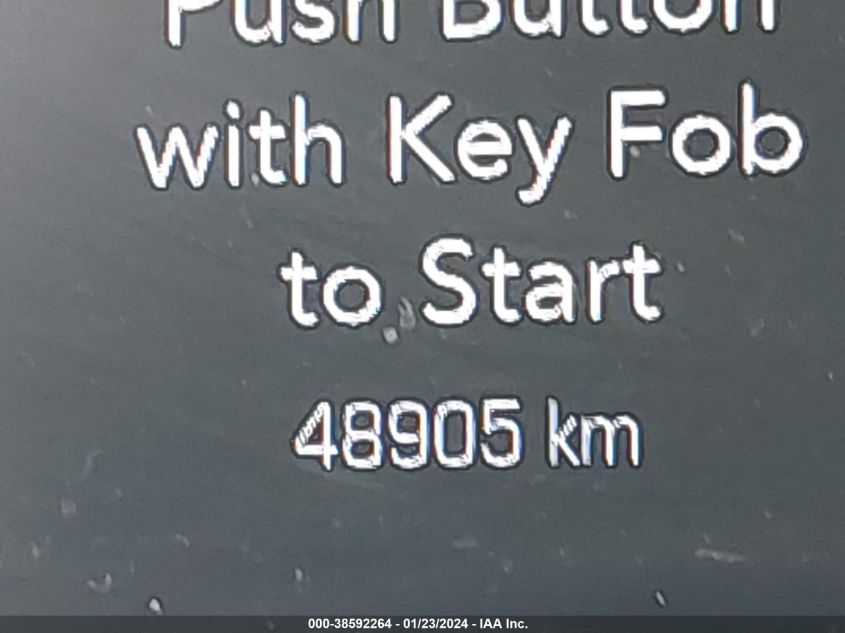 Push Button
with Key Fob
to Start
48905 km
000-38592264 - 01/23/2024 - IAA Inc.